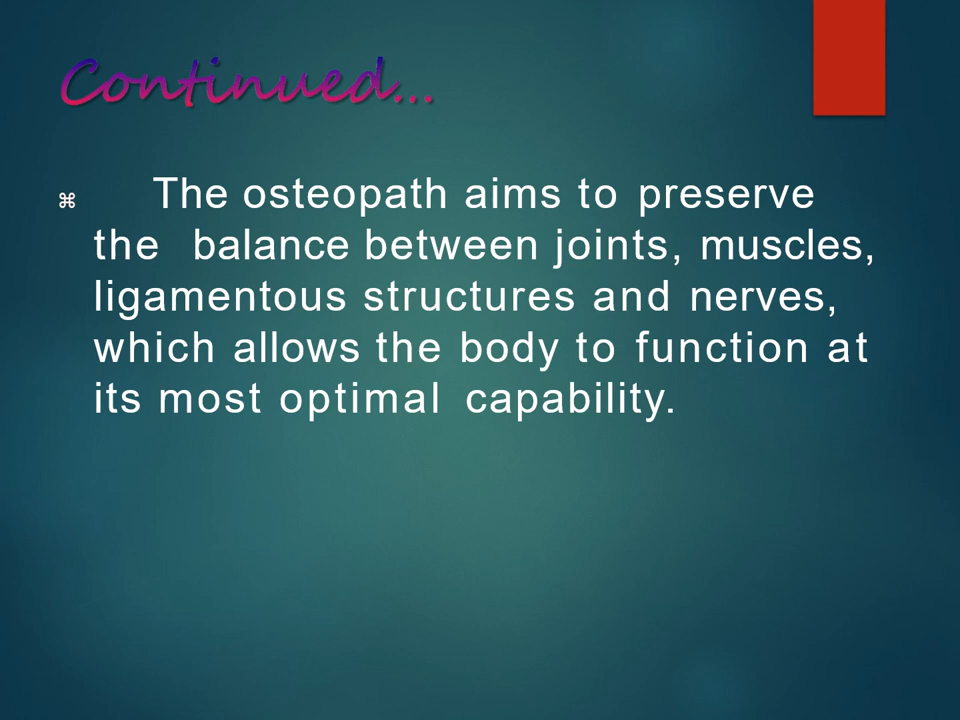 Continued...
⌘ The osteopath aims to preserve
the balance between joints, muscles,
ligamentous structures and nerves,
which allows the body to function at
its most optimal capability.